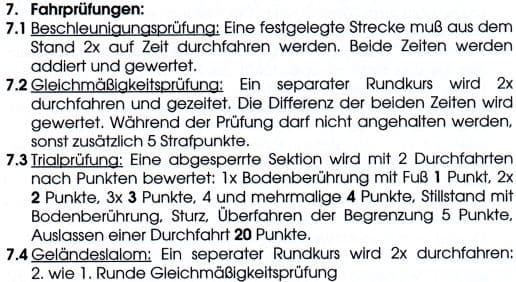 7. Fahrprüfungen:
7.1 Beschleunigungsprüfung: Eine festgelegte Strecke muß aus dem
Stand 2x auf Zeit durchfahren werden. Beide Zeiten werden
addiert und gewertet.
7.2 Gleichmäßigkeitsprüfung: Ein separater Rundkurs wird 2x
durchfahren und gezeitet. Die Differenz der beiden Zeiten wird
gewertet. Während der Prüfung darf nicht angehalten werden,
sonst zusätzlich 5 Strafpunkte.
7.3 Trialprüfung: Eine abgesperrte Sektion wird mit 2 Durchfahrten
nach Punkten bewertet: 1x Bodenberührung mit Fuß 1 Punkt, 2x
2 Punkte, 3x 3 Punkte, 4 und mehrmalige 4 Punkte, Stillstand mit
Bodenberührung, Sturz, Überfahren der Begrenzung 5 Punkte,
Auslassen einer Durchfahrt 20 Punkte.
7.4 Geländeslalom: Ein seperater Rundkurs wird 2x durchfahren:
2. wie 1. Runde Gleichmäßigkeitsprüfung